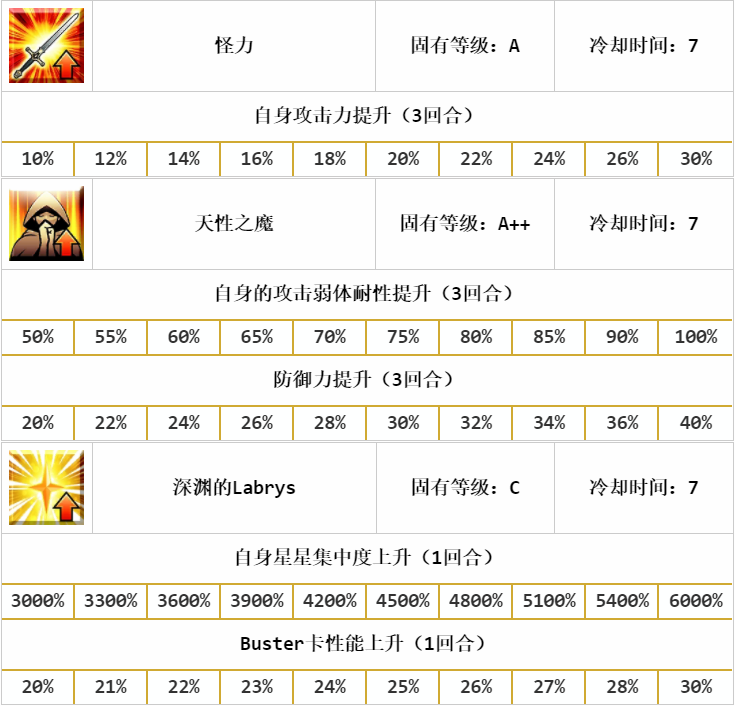 怪力 固有等级：A 冷却时间：7
自身攻击力提升（3回合）
10% 12% 14% 16% 18% 20% 22% 24% 26% 30%
天性之魔 固有等级：A++ 冷却时间：7
自身的攻击弱体耐性提升（3回合）
50% 55% 60% 65% 70% 75% 80% 85% 90% 100%
防御力提升（3回合）
20% 22% 24% 26% 28% 30% 32% 34% 36% 40%
深渊的Labrys 固有等级：C 冷却时间：7
自身星星集中度上升（1回合）
3000% 3300% 3600% 3900% 4200% 4500% 4800% 5100% 5400% 6000%
Buster卡性能上升（1回合）
20% 21% 22% 23% 24% 25% 26% 27% 28% 30%